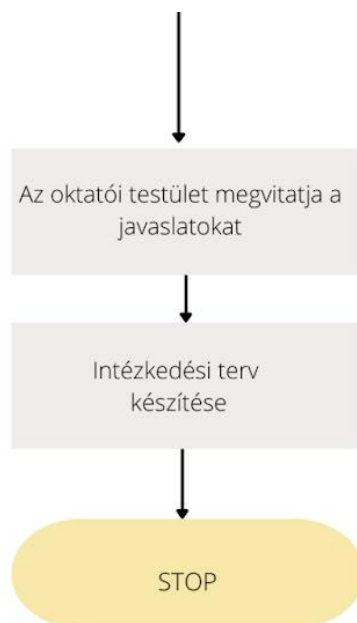 Az oktatói testület megvitatja a
javaslatokat
Intézkedési terv
készítése
STOP